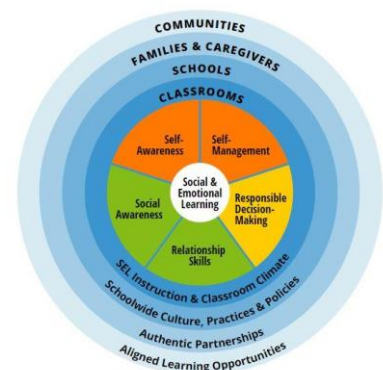 COMMUNITIES
FAMILIES & CAREGIVERS
SCHOOLS
CLASSROOMS
Self-
Awareness
Self-
Management
Social &
Emotional
Learning
Social
Awareness
Responsible
Decision-
Making
Relationship
Skills
SEL Instruction & Classroom Climate
Schoolwide Culture, Practices & Policies
Authentic Partnerships
Aligned Learning Opportunities